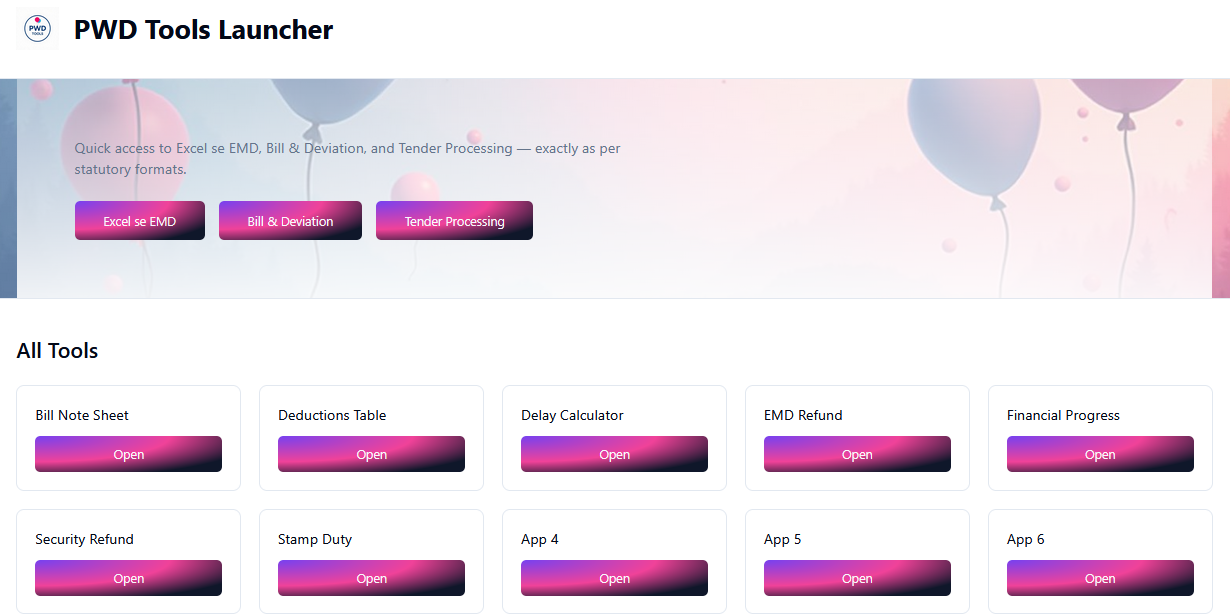 PWD
TOOLS
PWD Tools Launcher
Quick access to Excel se EMD, Bill & Deviation, and Tender Processing — exactly as per
statutory formats.
Excel se EMD
Bill & Deviation
Tender Processing
All Tools
Bill Note Sheet
Deductions Table
Delay Calculator
EMD Refund
Financial Progress
Open
Open
Open
Open
Open
Security Refund
Stamp Duty
App 4
App 5
App 6
Open
Open
Open
Open
Open